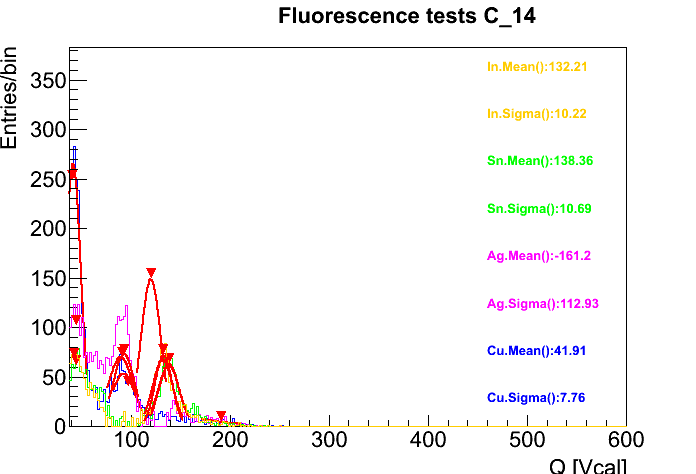 Fluorescence tests C_14
Entries/bin
350
300
250
200
150
100
50
0
100
200
300
400
500
600
Q [Vcal]
In.Mean():132.21
In.Sigma():10.22
Sn.Mean():138.36
Sn.Sigma():10.69
Ag.Mean():-161.2
Ag.Sigma():112.93
Cu.Mean():41.91
Cu.Sigma():7.76